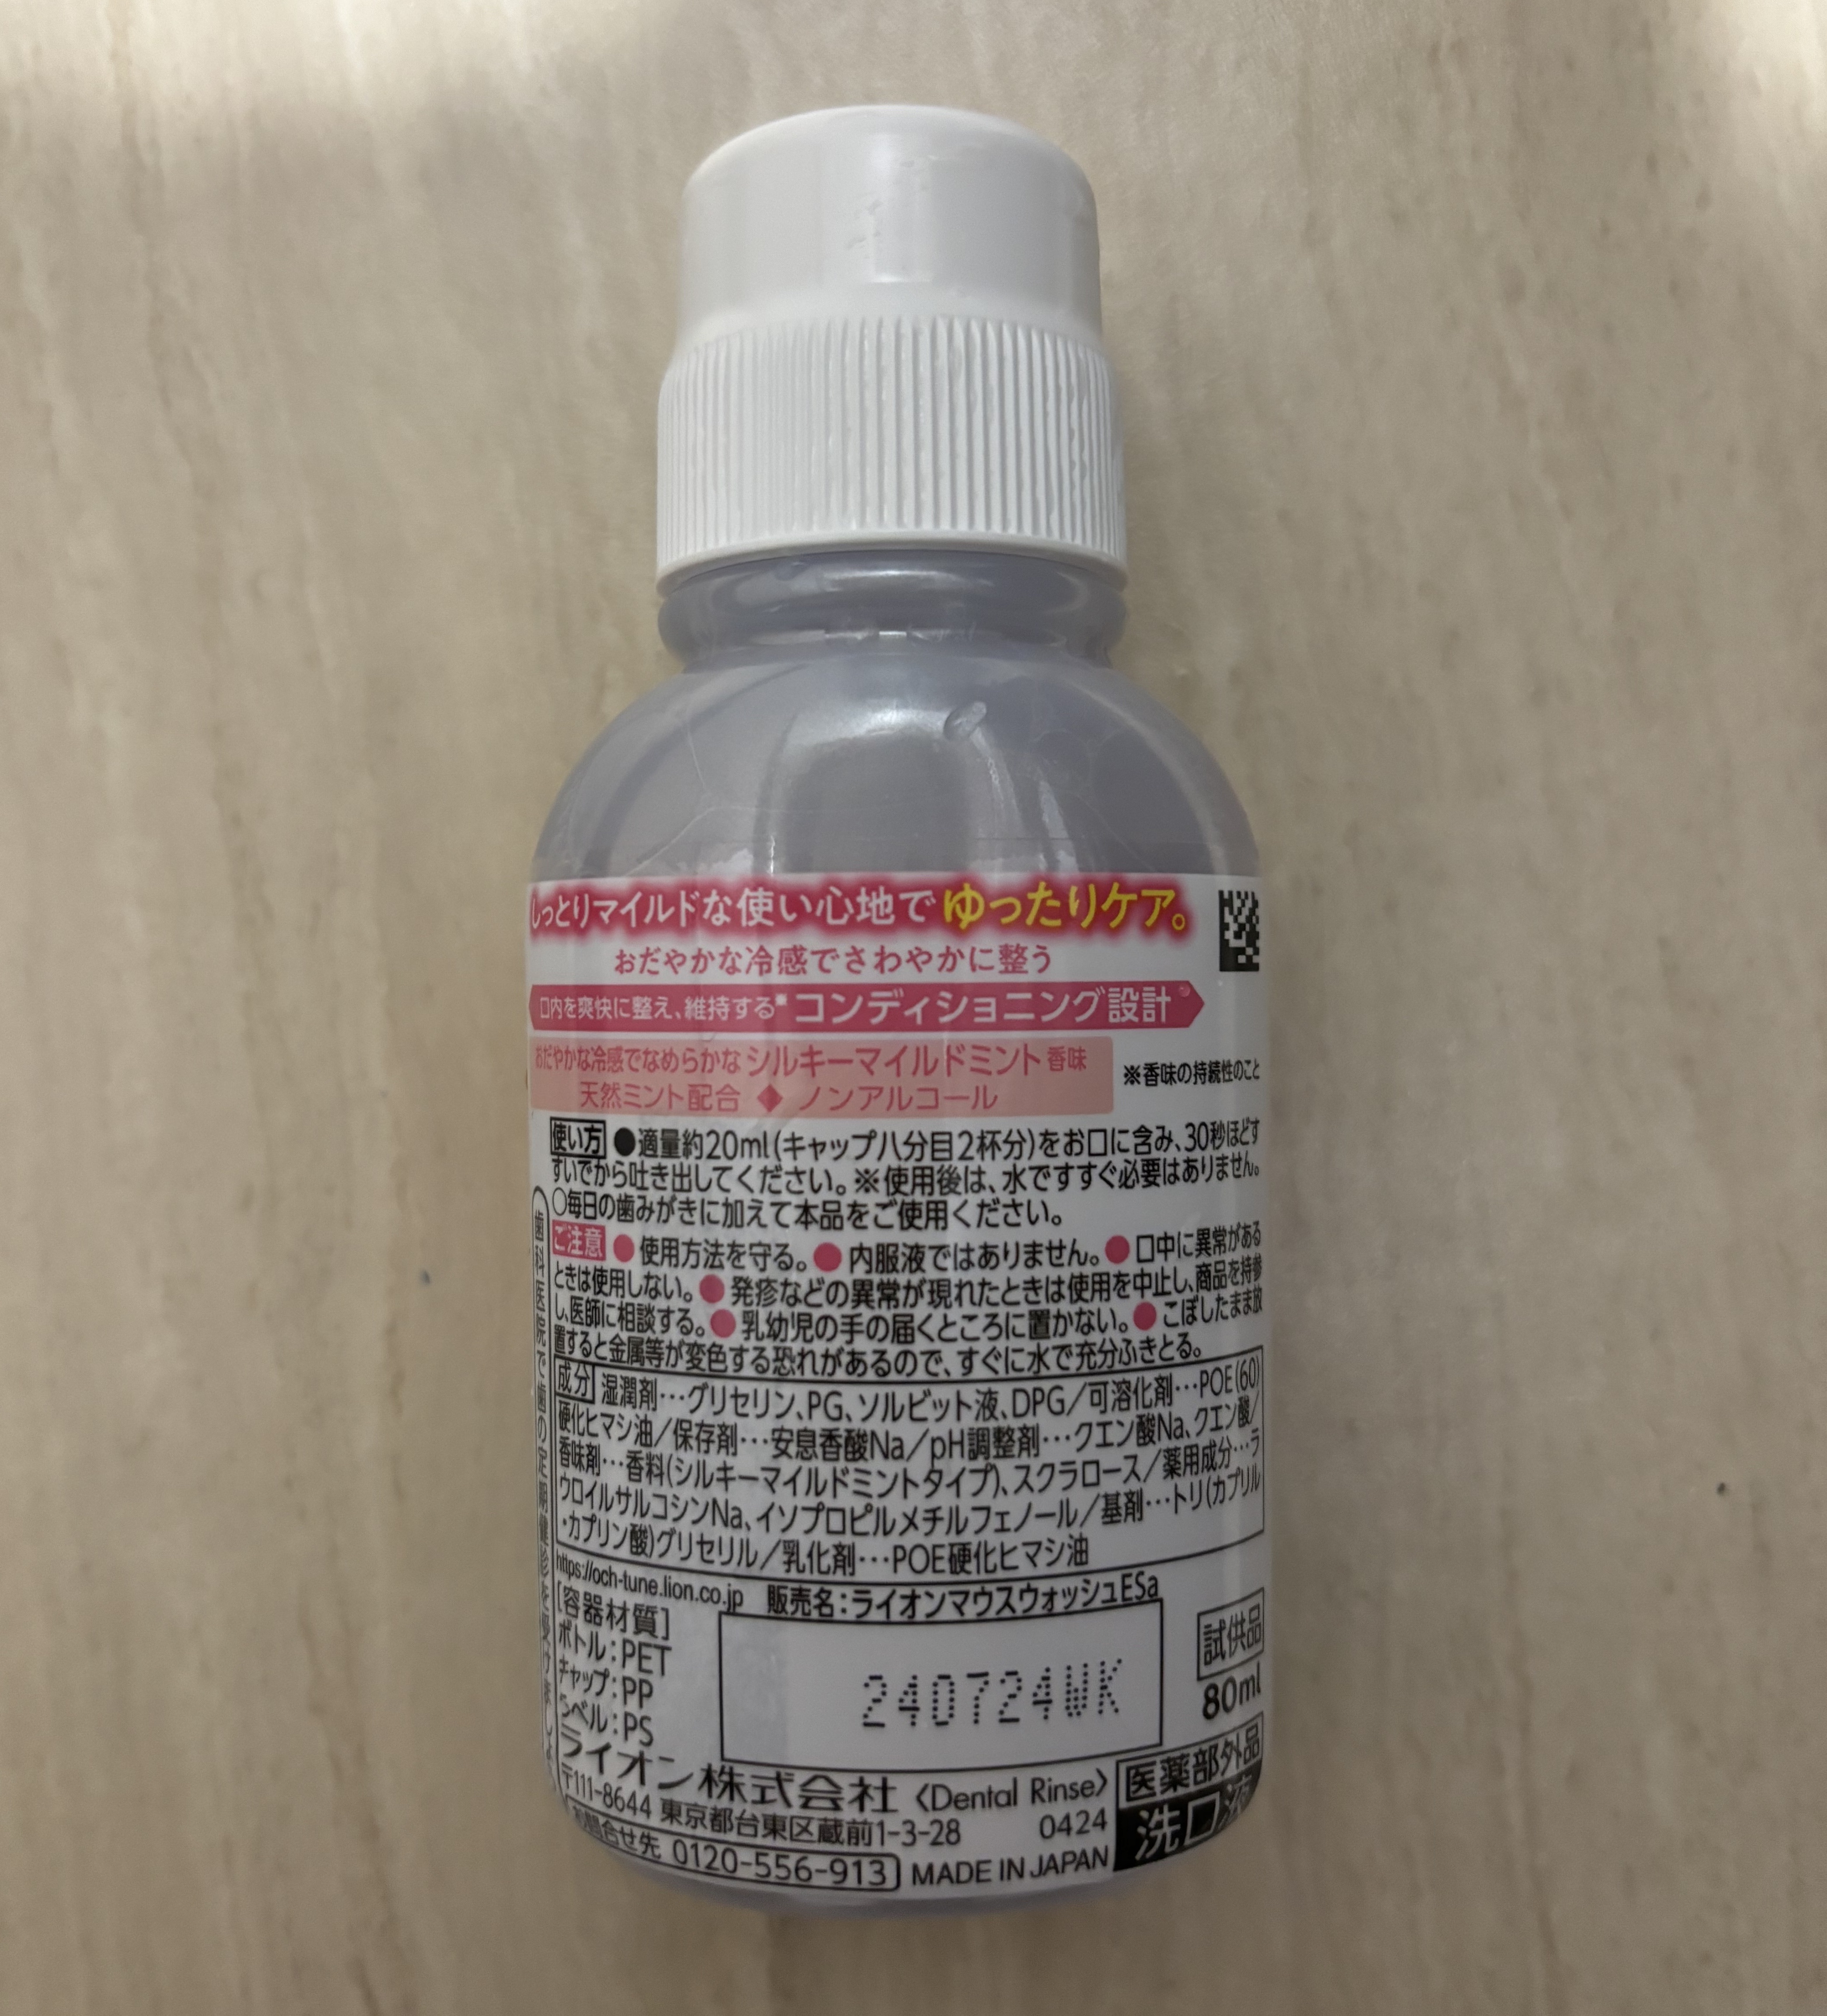 しっとりマイルドな使い心地でゆったりケア。
おだやかな冷感でさわやかに整う
口内を爽快に整え、維持する※コンディショニング設計
おだやかな冷感でなめらかなシルキーマイルドミント香味
天然ミント配合◆ノンアルコール
※香味の持続性のこと
使い方 ●適量約20ml(キャップ八分目2杯分)をお口に含み、30秒ほどす
すいでから吐き出してください。※使用後は、水ですすぐ必要はありません。
○毎日の歯みがきに加えて本品をご使用ください。
ご注意 ●使用方法を守る。●内服液ではありません。●口中に異常がある
ときは使用しない。●発疹などの異常が現れたときは使用を中止し、商品を持参
し、医師に相談する。●乳幼児の手の届くところに置かない。●こぼしたまま放
置すると金属等が変色する恐れがあるので、すぐに水で充分ふきとる。
成分 湿潤剤…グリセリン、PG、ソルビット液、DPG/可溶化剤…POE(60)
硬化ヒマシ油/保存剤…安息香酸Na/pH調整剤…クエン酸Na、クエン酸/
香味剤…香料(シルキーマイルドミントタイプ)、スクラロース/薬用成分…ラ
ウロイルサルコシンNa、イソプロピルメチルフェノール/基剤…トリ(カプリル
・カプリン酸)グリセリル/乳化剤…POE硬化ヒマシ油
歯科医院で歯の定期健診を
https://och-tune.lion.co.jp 販売名:ライオンマウスウォッシュESa
[容器材質]
ボトル:PET
キャップ:PP
ラベル:PS
240724WK
試供品
80ml
ライオン株式会社 〈Dental Rinse〉
〒111-8644 東京都台東区蔵前1-3-28 0424
お問合せ先 0120-556-913 MADE IN JAPAN
医薬部外品
洗口液